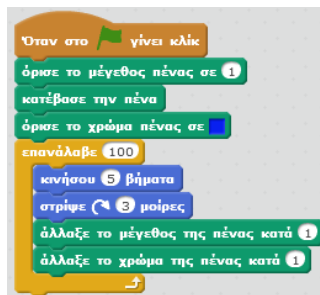 Όταν στο γίνει κλίκ
όρισε το μέγεθος πένας σε 1
κατέβασε την πένα
όρισε το χρώμα πένας σε
επανάλαβε 100
κινήσου 5 βήματα
στρίψε 3 μοίρες
άλλαξε το μέγεθος της πένας κατά 1
άλλαξε το χρώμα της πένας κατά 1